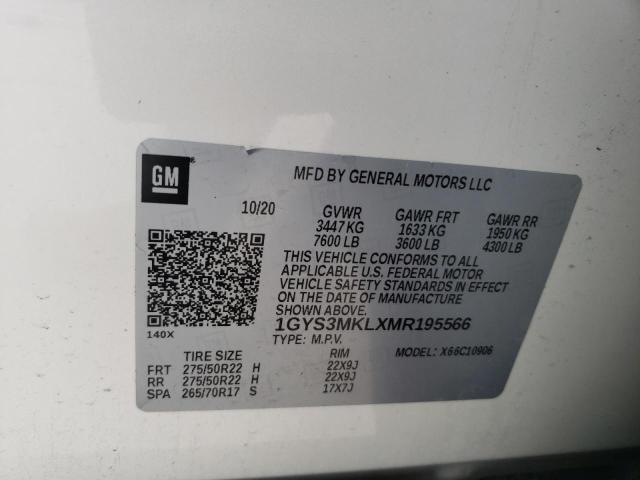 GM
MFD BY GENERAL MOTORS LLC
10/20 GVWR GAWR FRT GAWR RR
3447 KG 1633 KG 1950 KG
7600 LB 3600 LB 4300 LB
THIS VEHICLE CONFORMS TO ALL
APPLICABLE U.S. FEDERAL MOTOR
VEHICLE SAFETY STANDARDS IN
EFFECT ON THE DATE OF MANUFACTURE
SHOWN ABOVE.
1GYS3MKLXMR195566
140X
TYPE: M.P.V. MODEL: X66C10906
TIRE SIZE RIM
FRT 275/50R22 H 22X9J
RR 275/50R22 H 22X9J
SPA 265/70R17 S 17X7J